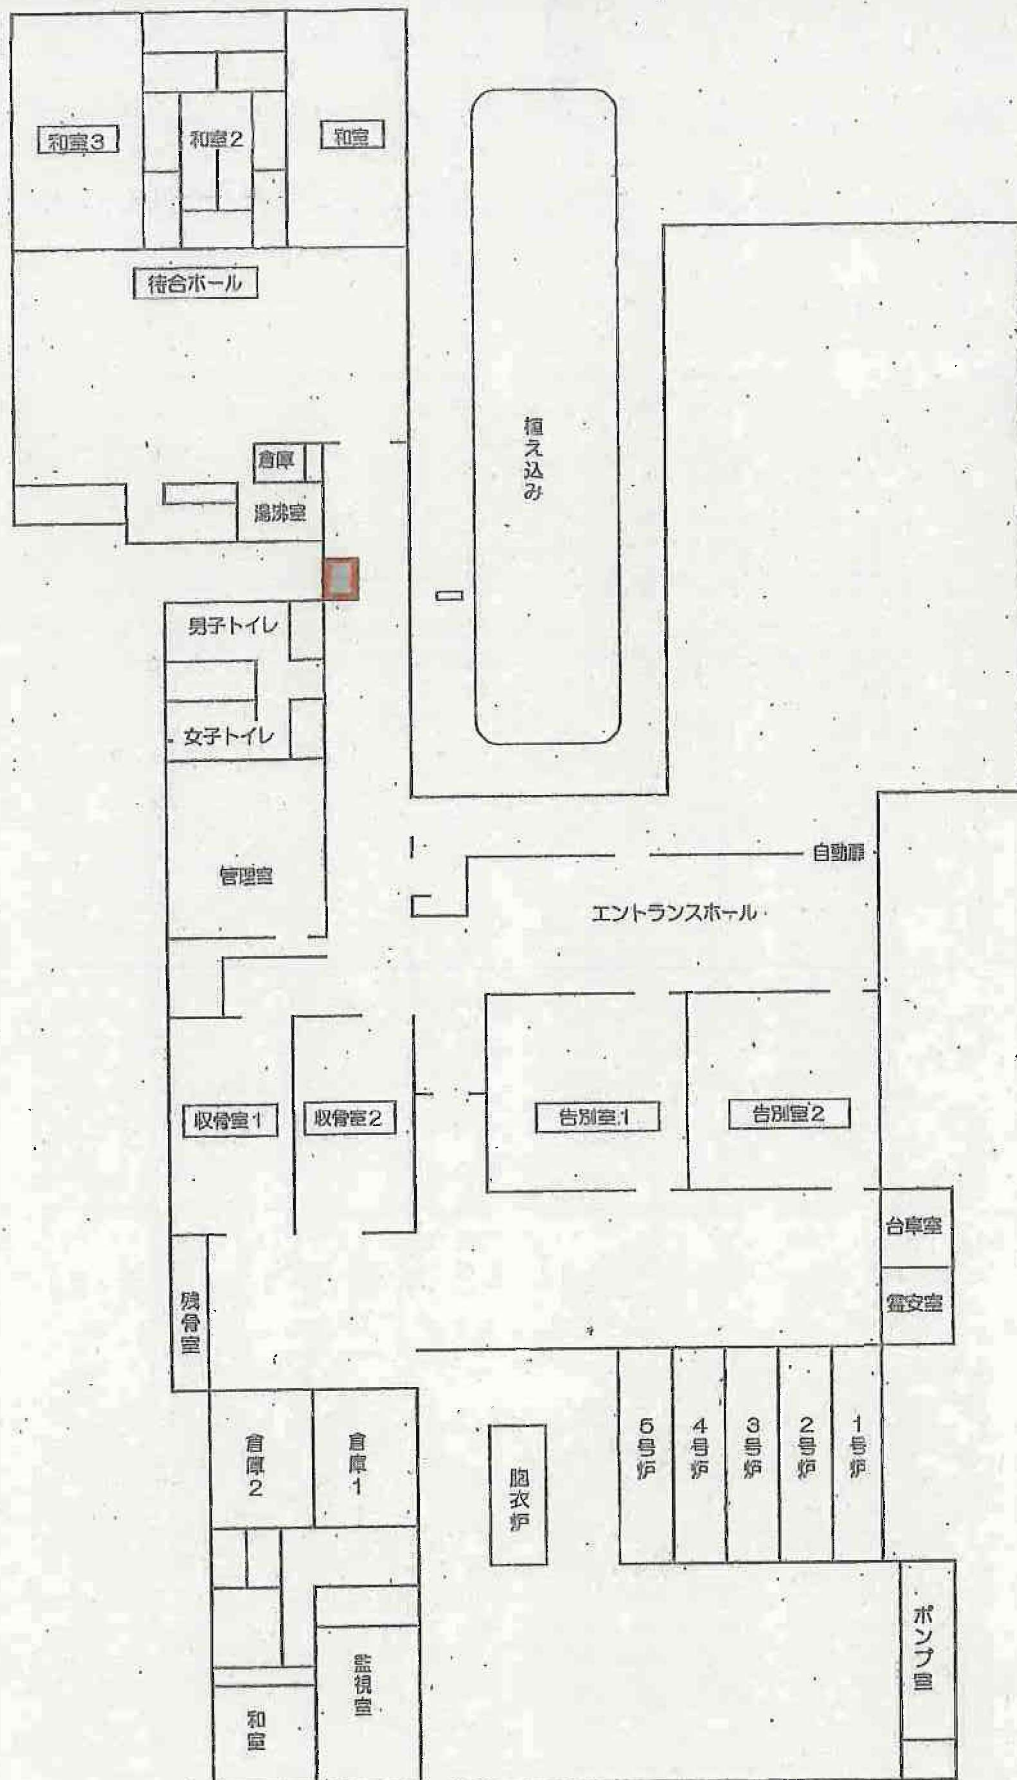 和室3
和室2
和室
待合ホール
植え込み
倉庫
湯沸室
男子トイレ
女子トイレ
管理室
自動扉
エントランスホール
収骨室1
収骨室2
告別室1
告別室2
台車室
霊安室
残骨室
倉庫2
倉庫1
胞衣炉
5号炉
4号炉
3号炉
2号炉
1号炉
ポンプ室
監視室
和室